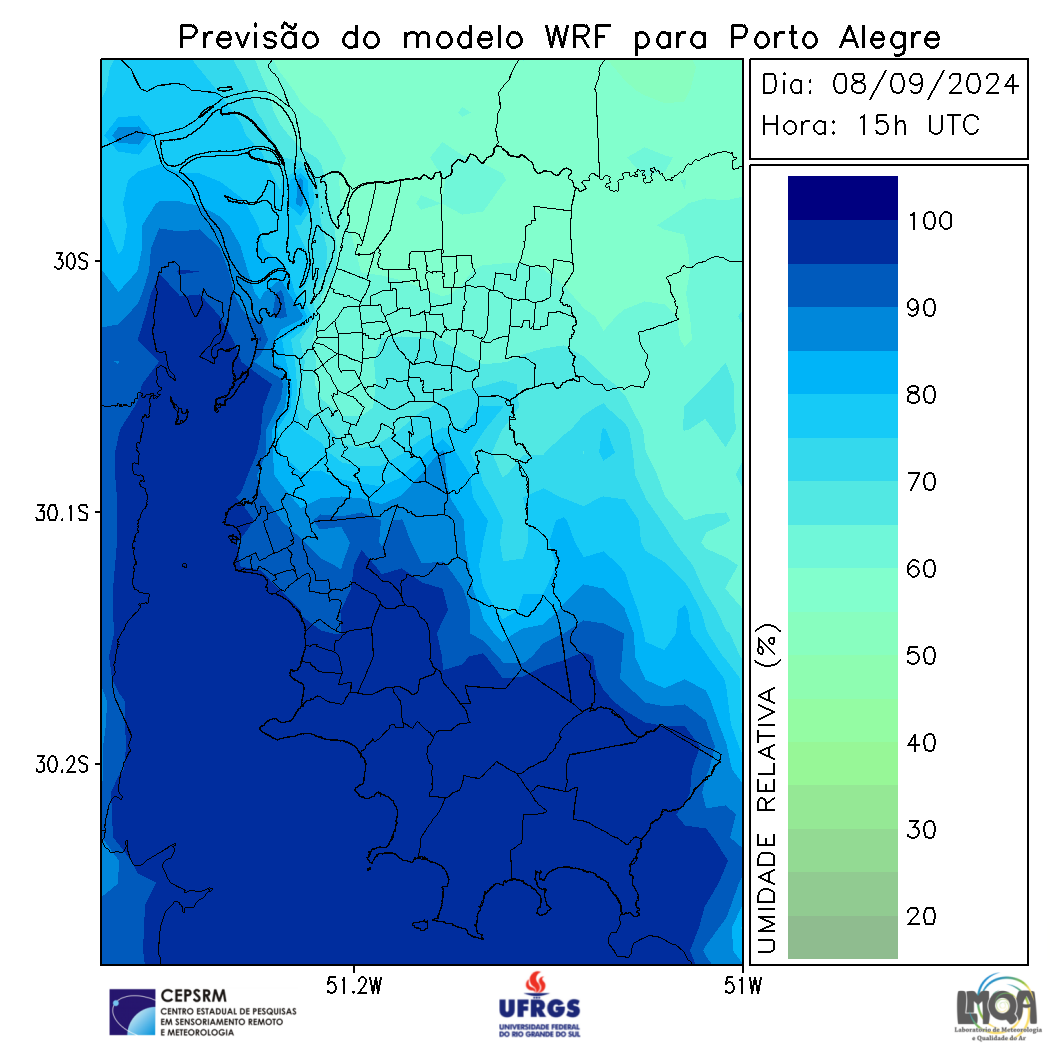 Previsão do modelo WRF para Porto Alegre
Dia: 08/09/2024
Hora: 15h UTC
100
90
80
70
60
50
40
30
20
UMIDADE RELATIVA (%)
30S
30.1S
30.2S
51.2W
51W
CEPSRM
CENTRO ESTADUAL DE PESQUISAS
EM SENSORIAMENTO REMOTO
E METEOROLOGIA
UFRGS
UNIVERSIDADE FEDERAL
DO RIO GRANDE DO SUL
LMQA
Laboratório de Meteorologia
e Qualidade do Ar